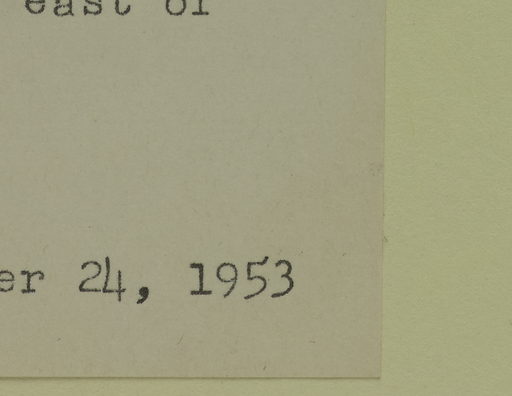 east of
er 24, 1953